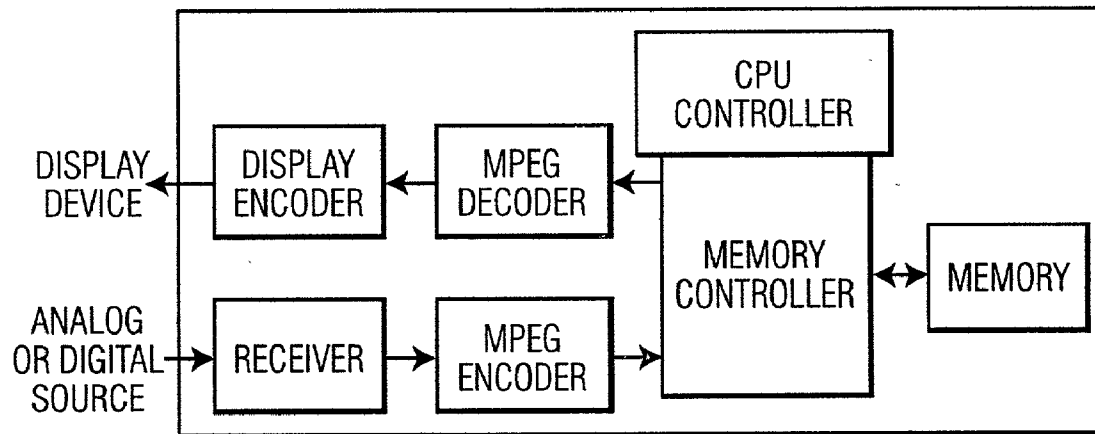 CPU
CONTROLLER
DISPLAY
DEVICE
DISPLAY
ENCODER
MPEG
DECODER
MEMORY
CONTROLLER
MEMORY
ANALOG
OR DIGITAL
SOURCE
RECEIVER
MPEG
ENCODER